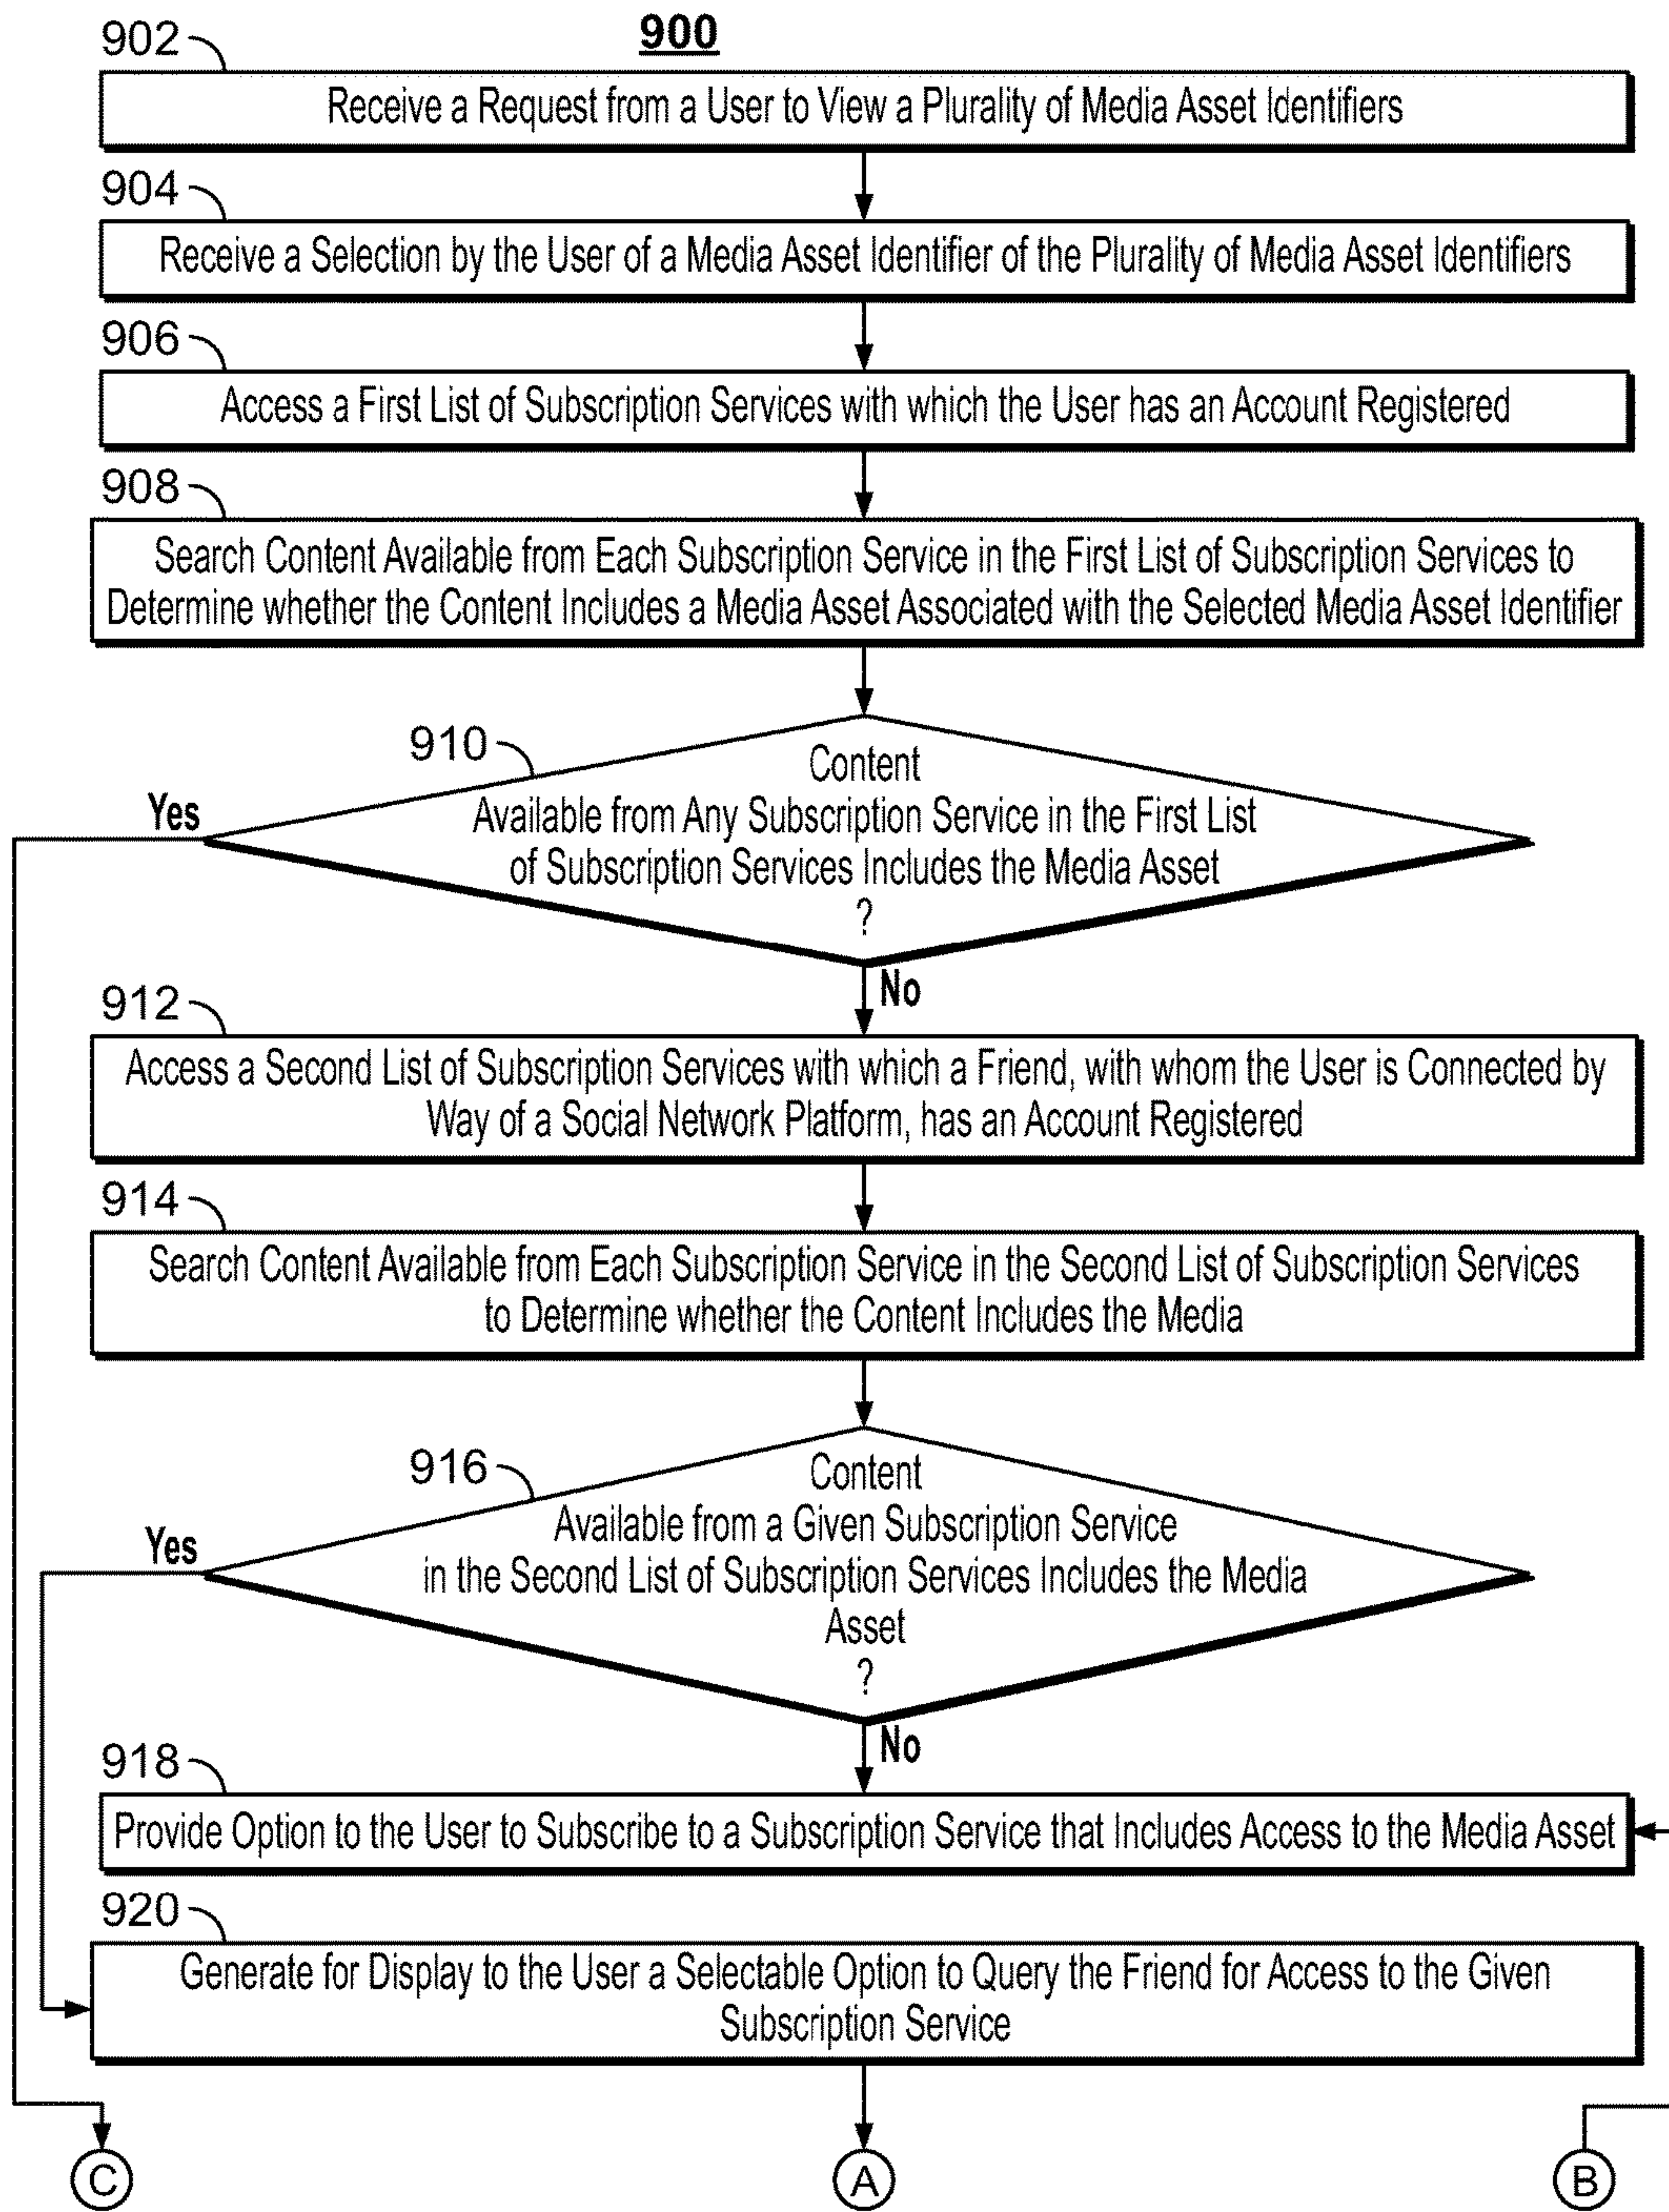 900
902
Receive a Request from a User to View a Plurality of Media Asset Identifiers
904
Receive a Selection by the User of a Media Asset Identifier of the Plurality of Media Asset Identifiers
906
Access a First List of Subscription Services with which the User has an Account Registered
908
Search Content Available from Each Subscription Service in the First List of Subscription Services to
Determine whether the Content Includes a Media Asset Associated with the Selected Media Asset Identifier
910
Content
Yes
Available from Any Subscription Service in the First List
of Subscription Services Includes the Media Asset
?
No
912
Access a Second List of Subscription Services with which a Friend, with whom the User is Connected by
Way of a Social Network Platform, has an Account Registered
914
Search Content Available from Each Subscription Service in the Second List of Subscription Services
to Determine whether the Content Includes the Media
916
Content
Available from a Given Subscription Service
Yes
in the Second List of Subscription Services Includes the Media
Asset
?
No
918
Provide Option to the User to Subscribe to a Subscription Service that Includes Access to the Media Asset
920
Generate for Display to the User a Selectable Option to Query the Friend for Access to the Given
Subscription Service
C
A
B